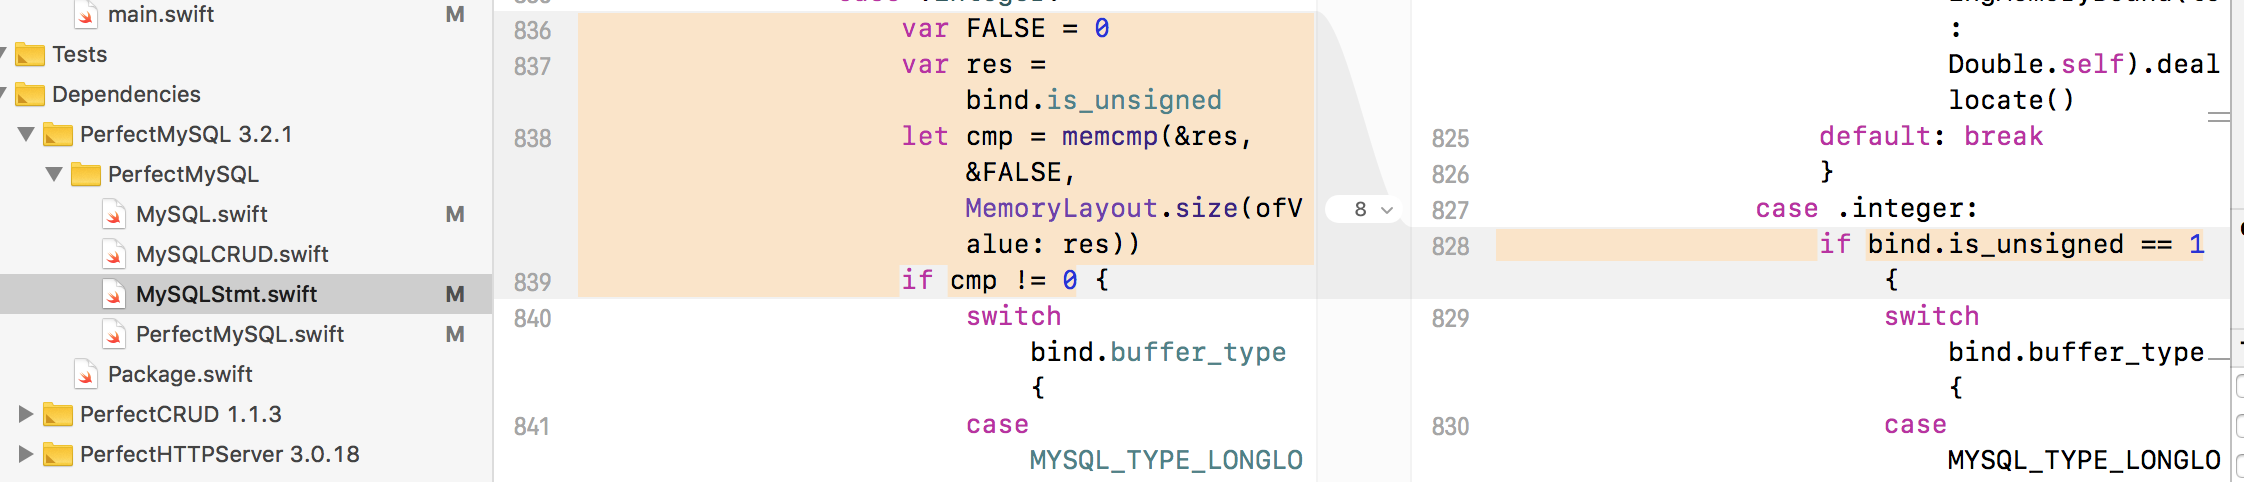 main.swift M
Tests
Dependencies
PerfectMySQL 3.2.1
PerfectMySQL
MySQL.swift M
MySQLCRUD.swift
MySQLStmt.swift M
PerfectMySQL.swift M
Package.swift
PerfectCRUD 1.1.3
PerfectHTTPServer 3.0.18
836 var FALSE = 0
837 var res =
bind.is_unsigned
838 let cmp = memcmp(&res,
&FALSE,
MemoryLayout.size(ofV
alue: res))
839 if cmp != 0 {
840 switch
bind.buffer_type
{
841 case
MYSQL_TYPE_LONGLO
8
:
Double.self).deal
locate()
825 default: break
826 }
827 case .integer:
828 if bind.is_unsigned == 1
{
829 switch
bind.buffer_type
{
830 case
MYSQL_TYPE_LONGLO